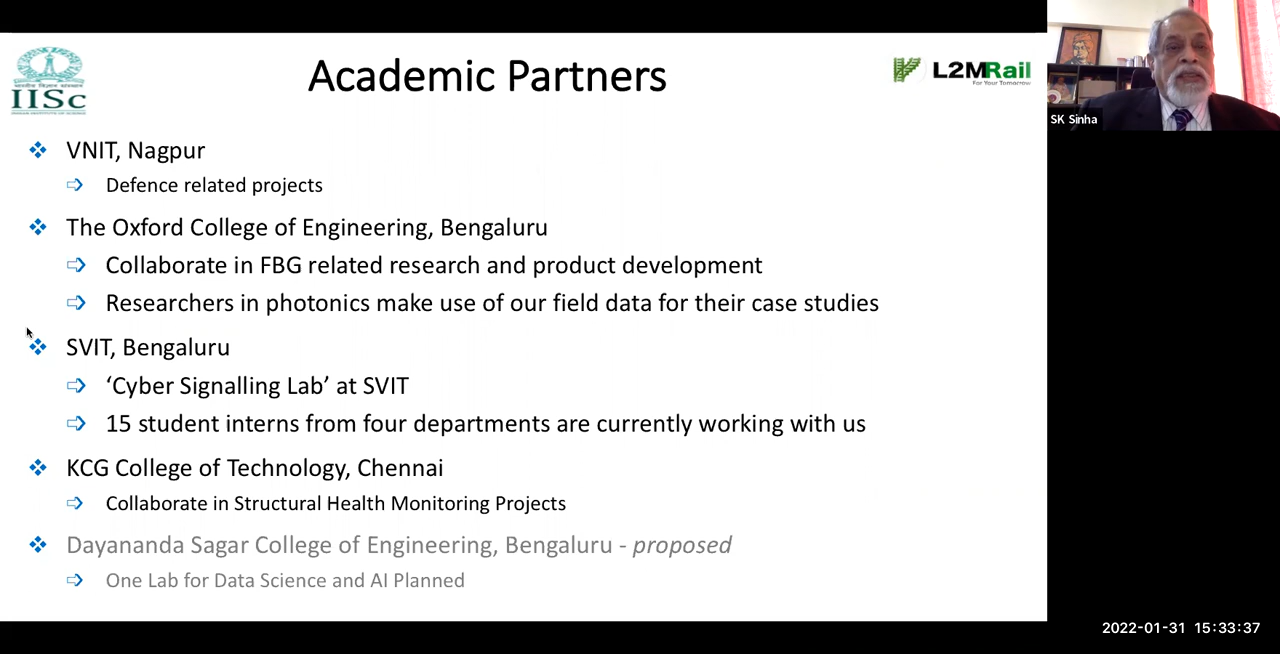 IISc
Academic Partners
L2MRail
For Your Tomorrow
SK Sinha
VNIT, Nagpur
Defence related projects
The Oxford College of Engineering, Bengaluru
Collaborate in FBG related research and product development
Researchers in photonics make use of our field data for their case studies
SVIT, Bengaluru
‘Cyber Signalling Lab’ at SVIT
15 student interns from four departments are currently working with us
KCG College of Technology, Chennai
Collaborate in Structural Health Monitoring Projects
Dayananda Sagar College of Engineering, Bengaluru - proposed
One Lab for Data Science and AI Planned
2022-01-31 15:33:37